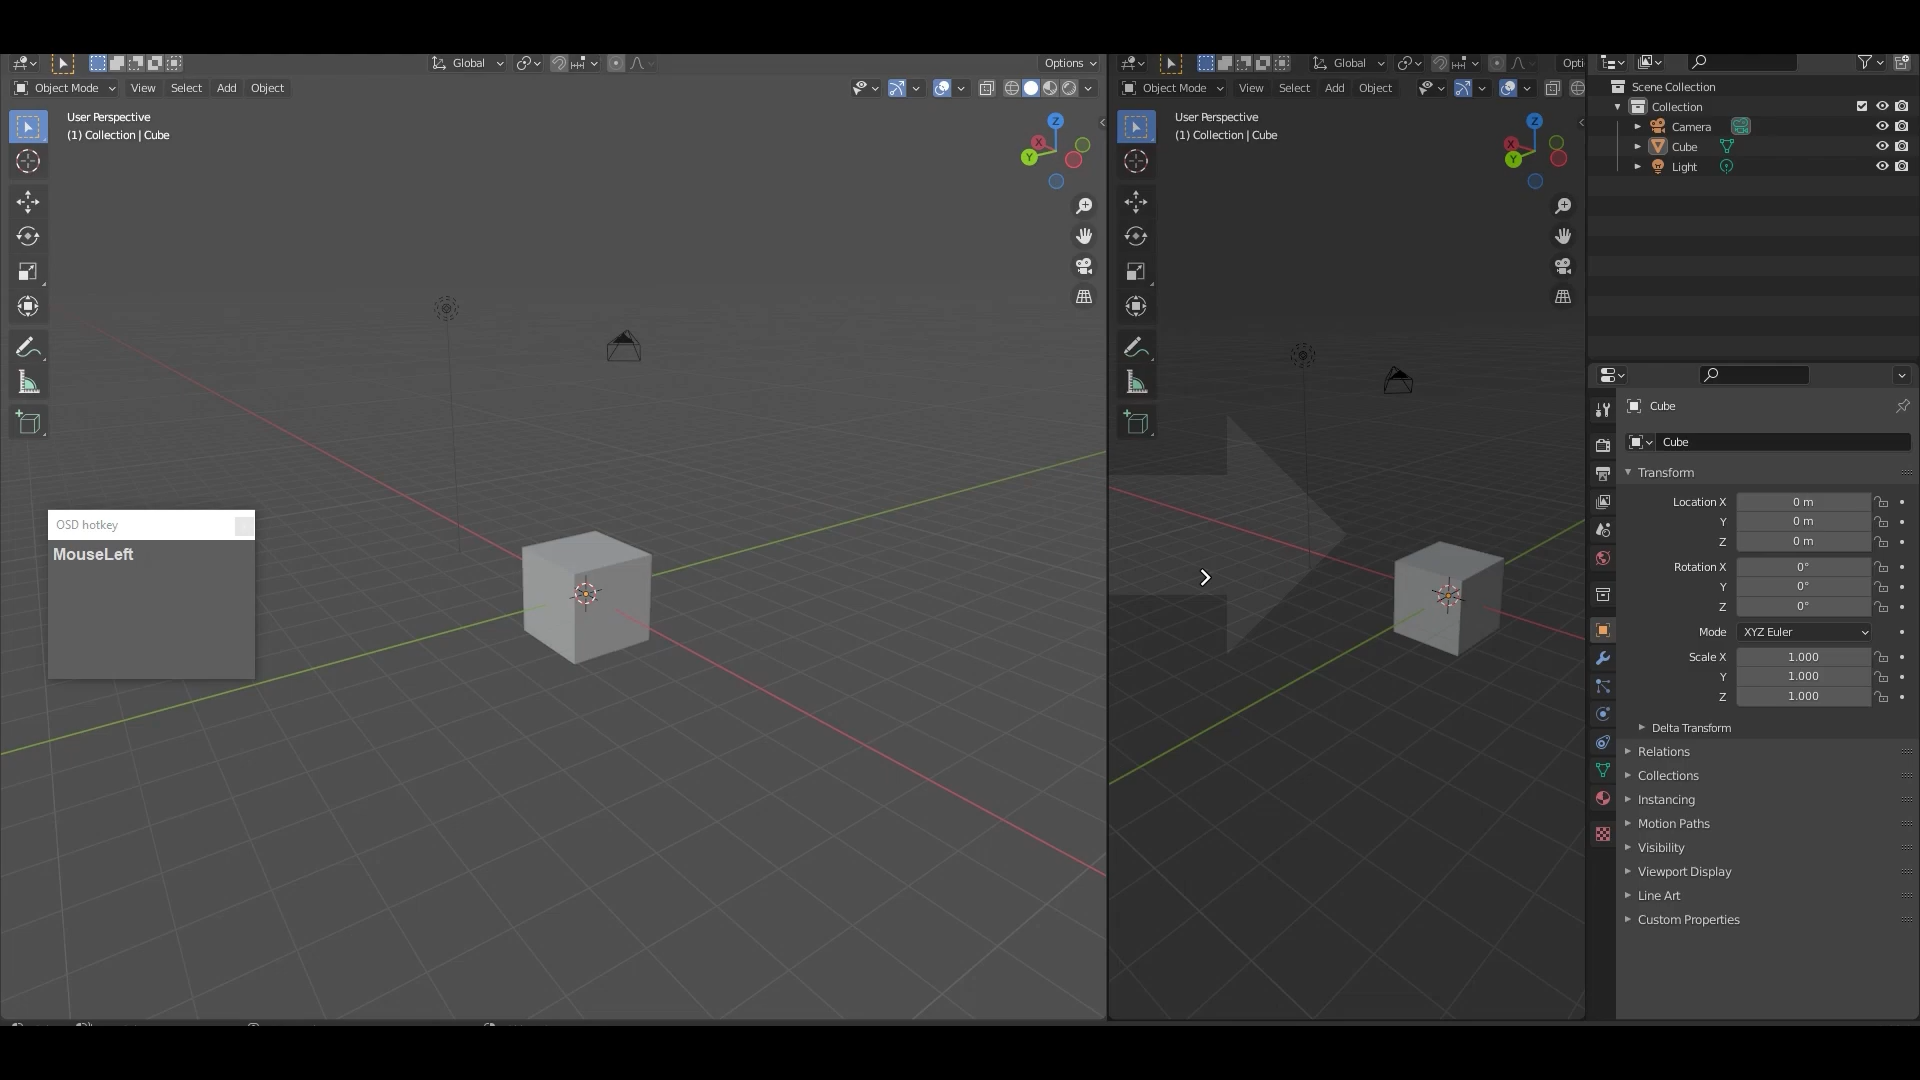 Global
Options
Object Mode View Select Add Object
User Perspective
(1) Collection | Cube
Z
X
Y
OSD hotkey
MouseLeft
Global
Opti
Object Mode View Select Add Object
User Perspective
(1) Collection | Cube
Z
X
Y
Scene Collection
Collection
Camera
Cube
Light
Cube
Cube
Transform
Location X 0 m
Y 0 m
Z 0 m
Rotation X 0°
Y 0°
Z 0°
Mode XYZ Euler
Scale X 1.000
Y 1.000
Z 1.000
Delta Transform
Relations
Collections
Instancing
Motion Paths
Visibility
Viewport Display
Line Art
Custom Properties